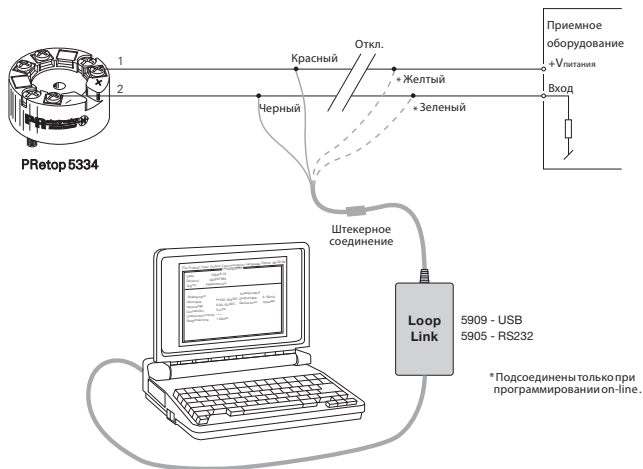 Приемное
оборудование
Откл.
1
Красный
+Vпитания
* Желтый
2
Вход
Черный
* Зеленый
PRetop 5334
Штекерное
соединение
Loop
Link
5909 - USB
5905 - RS232
* Подсоединены только при
программировании on-line.